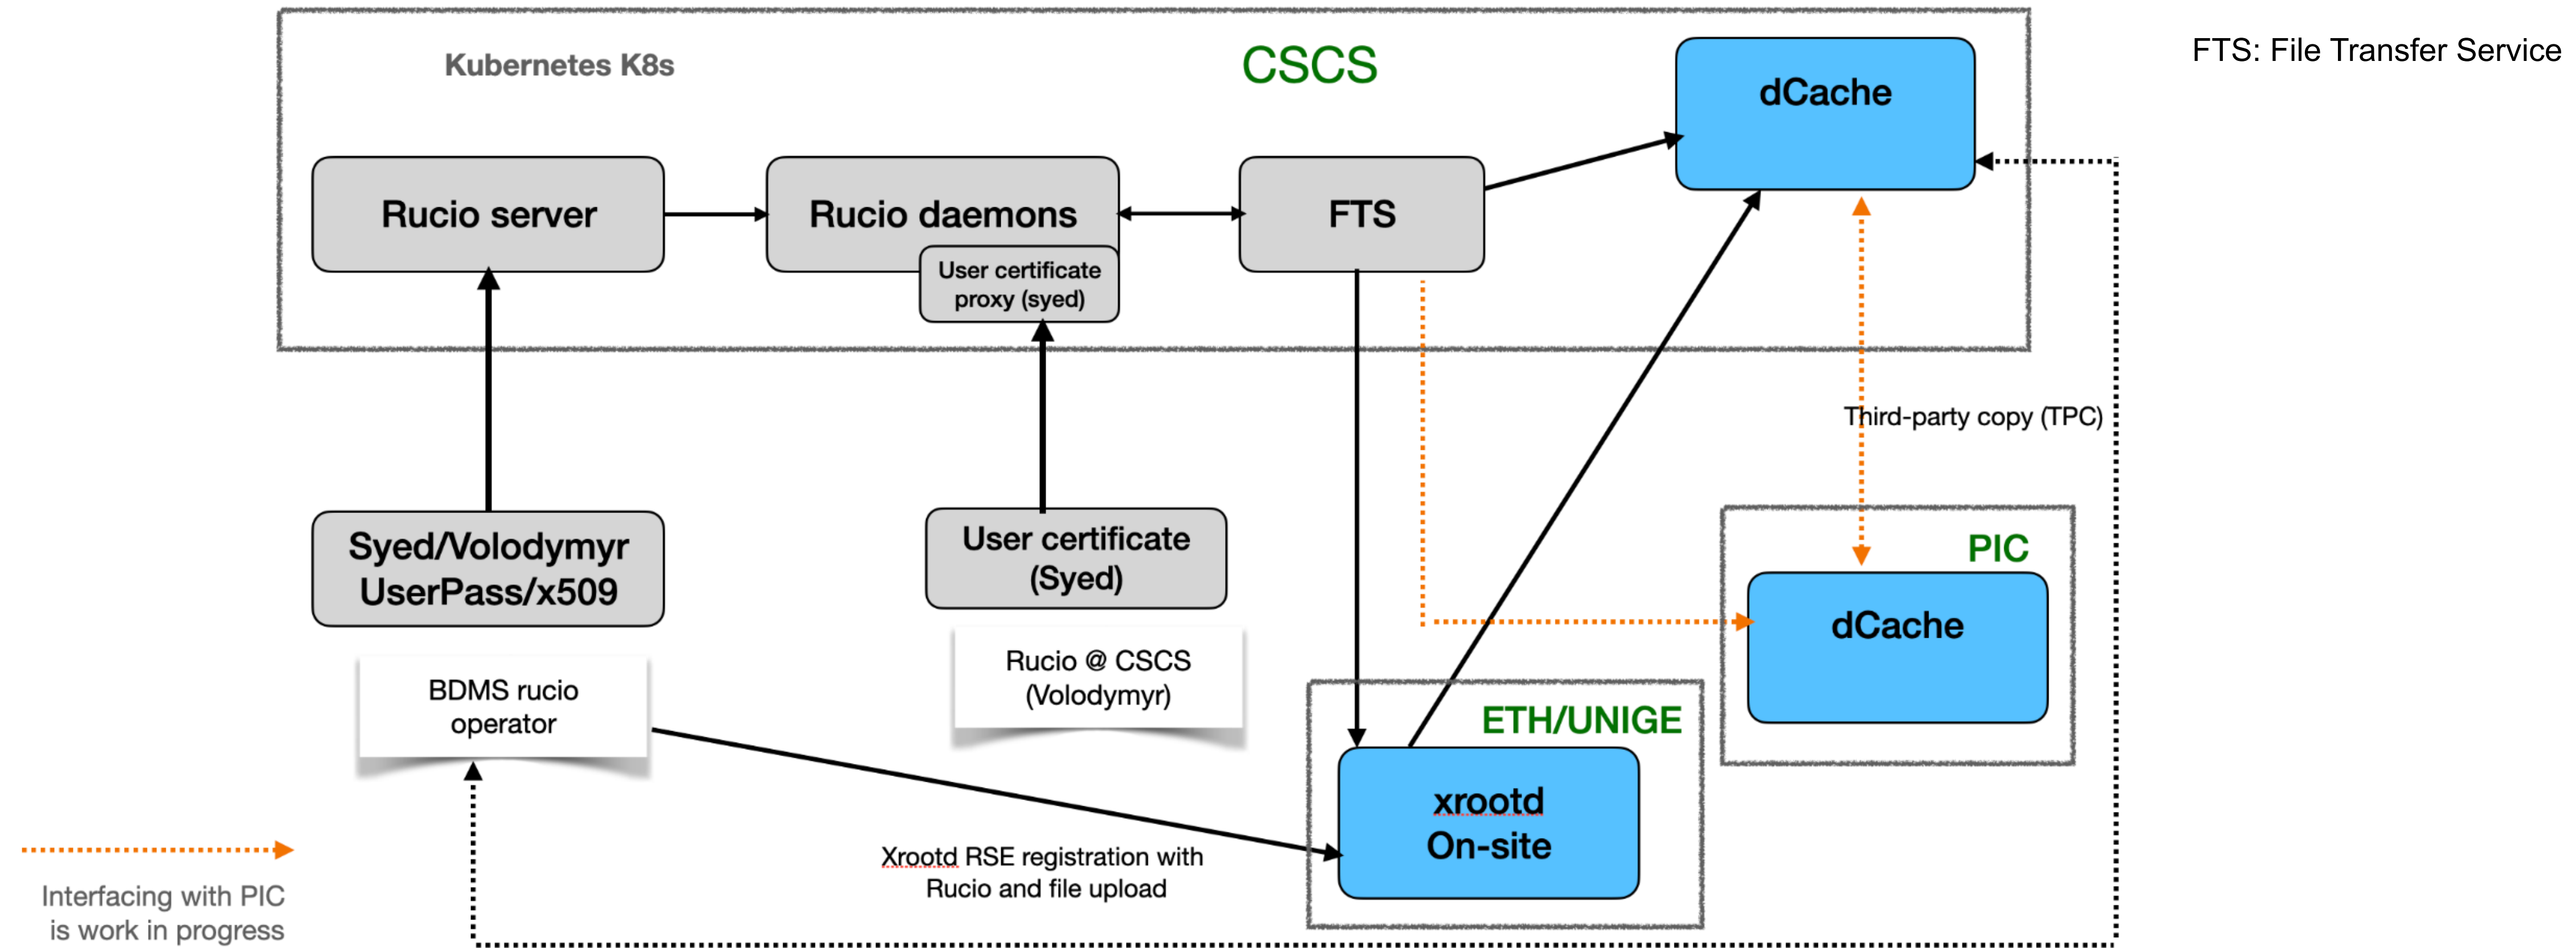 Kubernetes K8s
CSCS
dCache
FTS: File Transfer Service
Rucio server
Rucio daemons
FTS
User certificate
proxy (syed)
Third-party copy (TPC)
Syed/Volodymyr
UserPass/x509
User certificate
(Syed)
PIC
dCache
BDMS rucio
operator
Rucio @ CSCS
(Volodymyr)
ETH/UNIGE
xrootd
On-site
Xrootd RSE registration with
Rucio and file upload
Interfacing with PIC
is work in progress